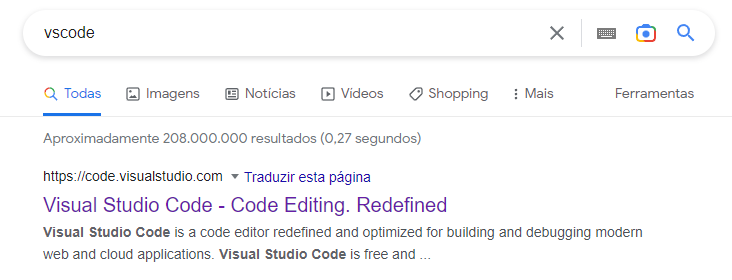 vscode
Todas Imagens Notícias Vídeos Shopping Mais Ferramentas
Aproximadamente 208.000.000 resultados (0,27 segundos)
https://code.visualstudio.com Traduzir esta página
Visual Studio Code - Code Editing. Redefined
Visual Studio Code is a code editor redefined and optimized for building and debugging modern
web and cloud applications. Visual Studio Code is free and ...